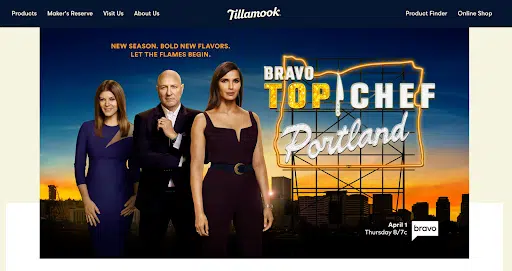 Products Maker's Reserve Visit Us About Us Tillamook Product Finder Online Shop
NEW SEASON. BOLD NEW FLAVORS.
LET THE FLAMES BEGIN.
BRAVO
TOP CHEF
Portland
April 1
Thursday 8/7c
bravo